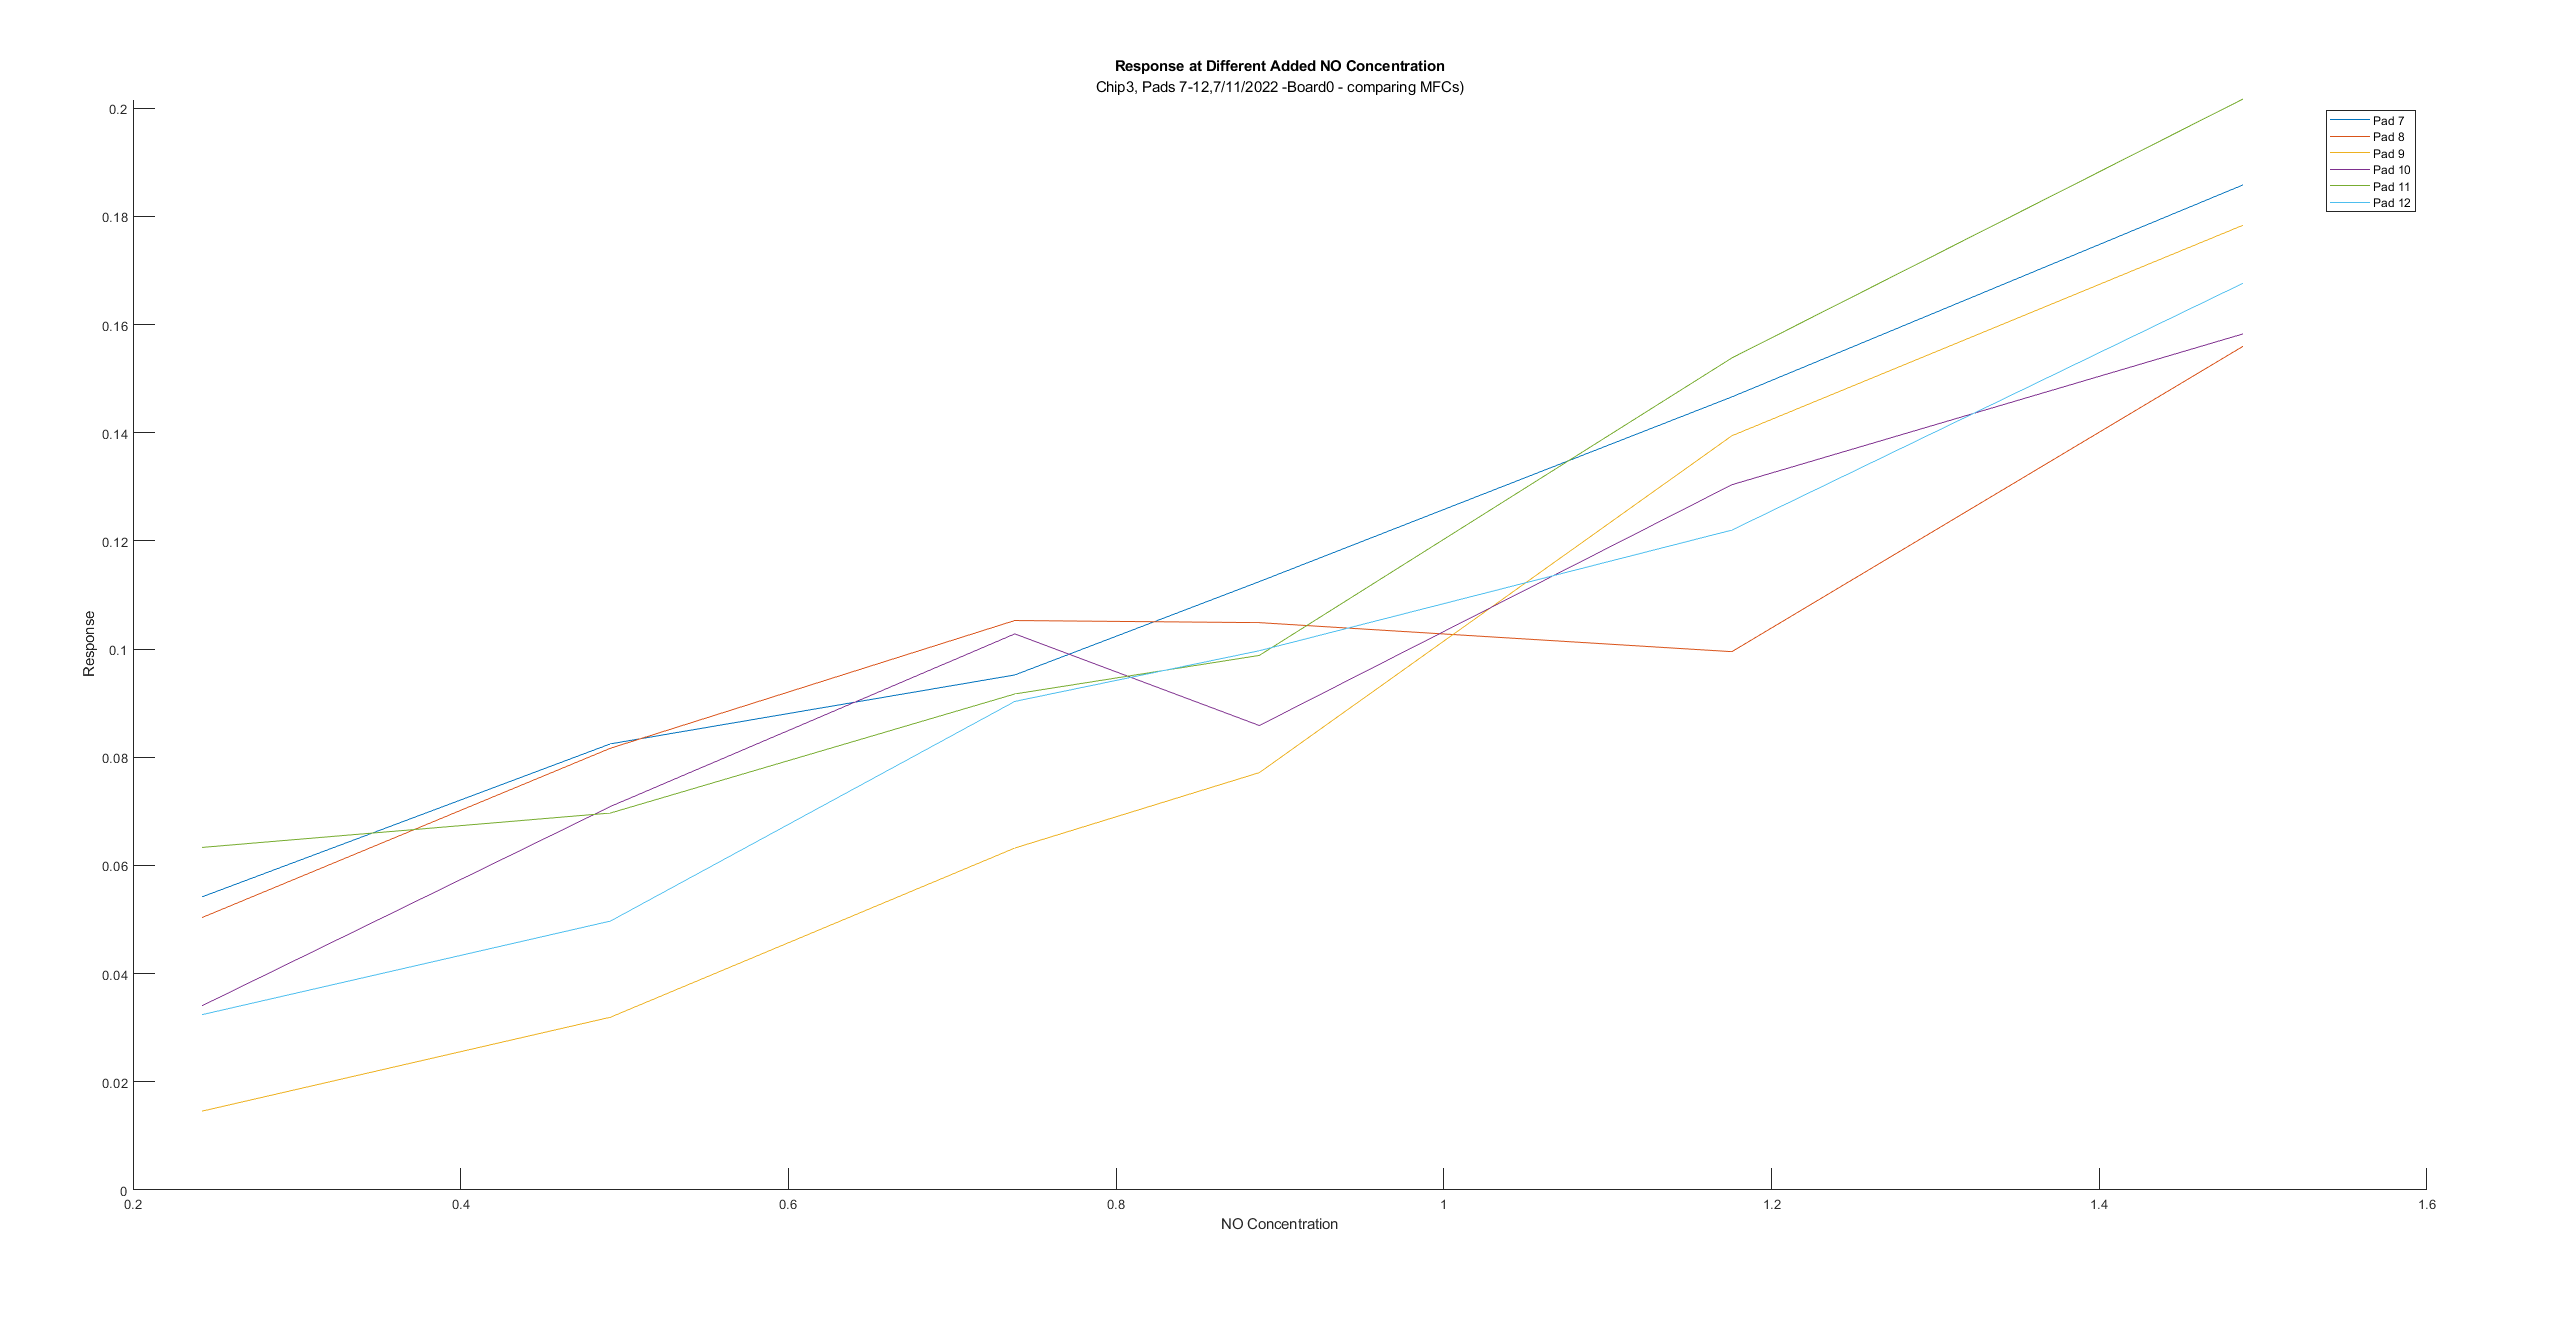 Response at Different Added NO Concentration
Chip3, Pads 7-12,7/11/2022 -Board0 - comparing MFCs)
0.2
0.18
0.16
0.14
0.12
0.1
0.08
0.06
0.04
0.02
0
Response
0.2 0.4 0.6 0.8 1 1.2 1.4 1.6
NO Concentration
Pad 7
Pad 8
Pad 9
Pad 10
Pad 11
Pad 12